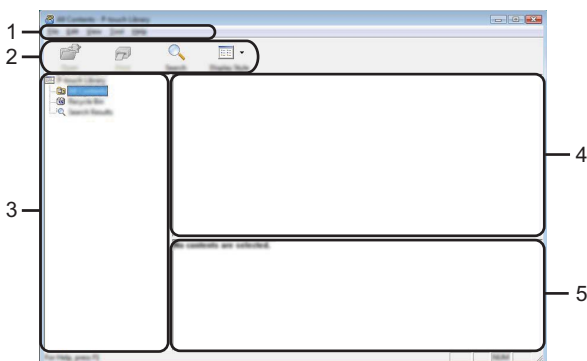 All Contents - P-touch Library
1
File Edit View Tool Help
2
Open Print Search Display Style
3
P-touch Library
All Contents
Recycle Bin
Search Results
4
No contents are selected.
5
For Help, press F1
NUM